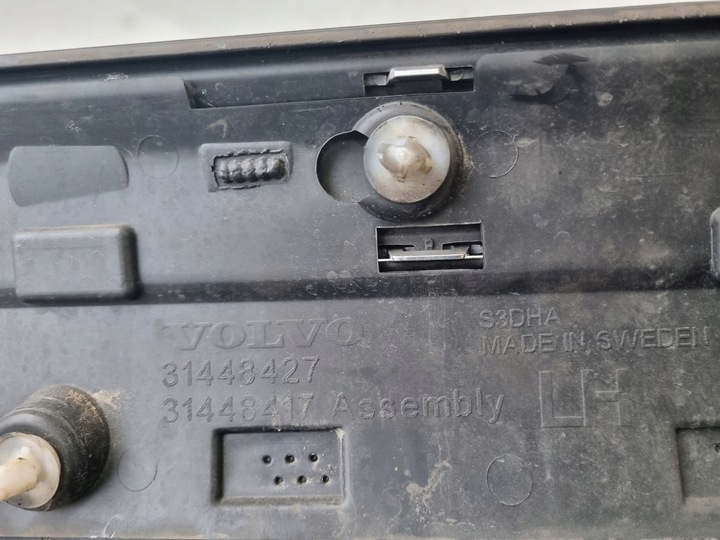 VOLVO
31448427
31448417 Assembly
S3DHA
MADE IN SWEDEN
LH